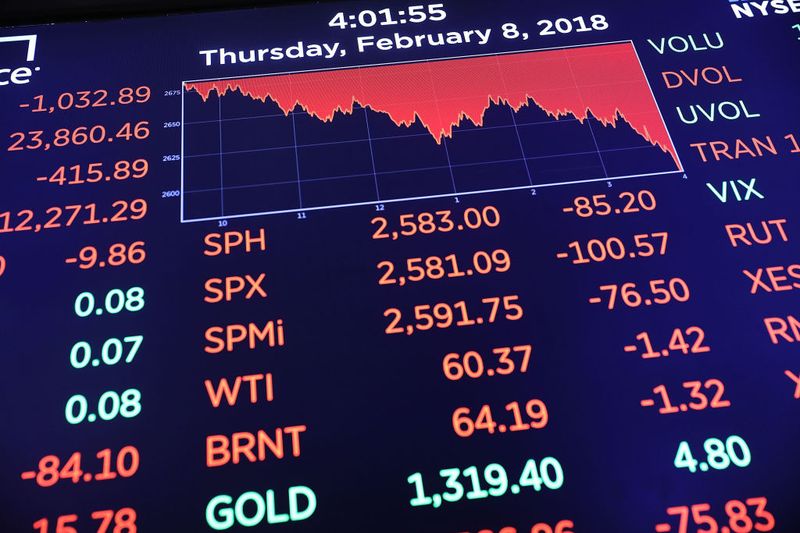 4:01:55
Thursday, February 8, 2018
NYSE
ce
2675
2650
2625
2600
10 11 12 1 2 3 4
-1,032.89
23,860.46
-415.89
12,271.29
-9.86
0.08
0.07
0.08
-84.10
15.78
SPH 2,583.00 -85.20
SPX 2,581.09 -100.57
SPMi 2,591.75 -76.50
WTI 60.37 -1.42
BRNT 64.19 -1.32
GOLD 1,319.40 4.80
-75.83
VOLU
DVOL
UVOL
TRAN 1
VIX
RUT
XES